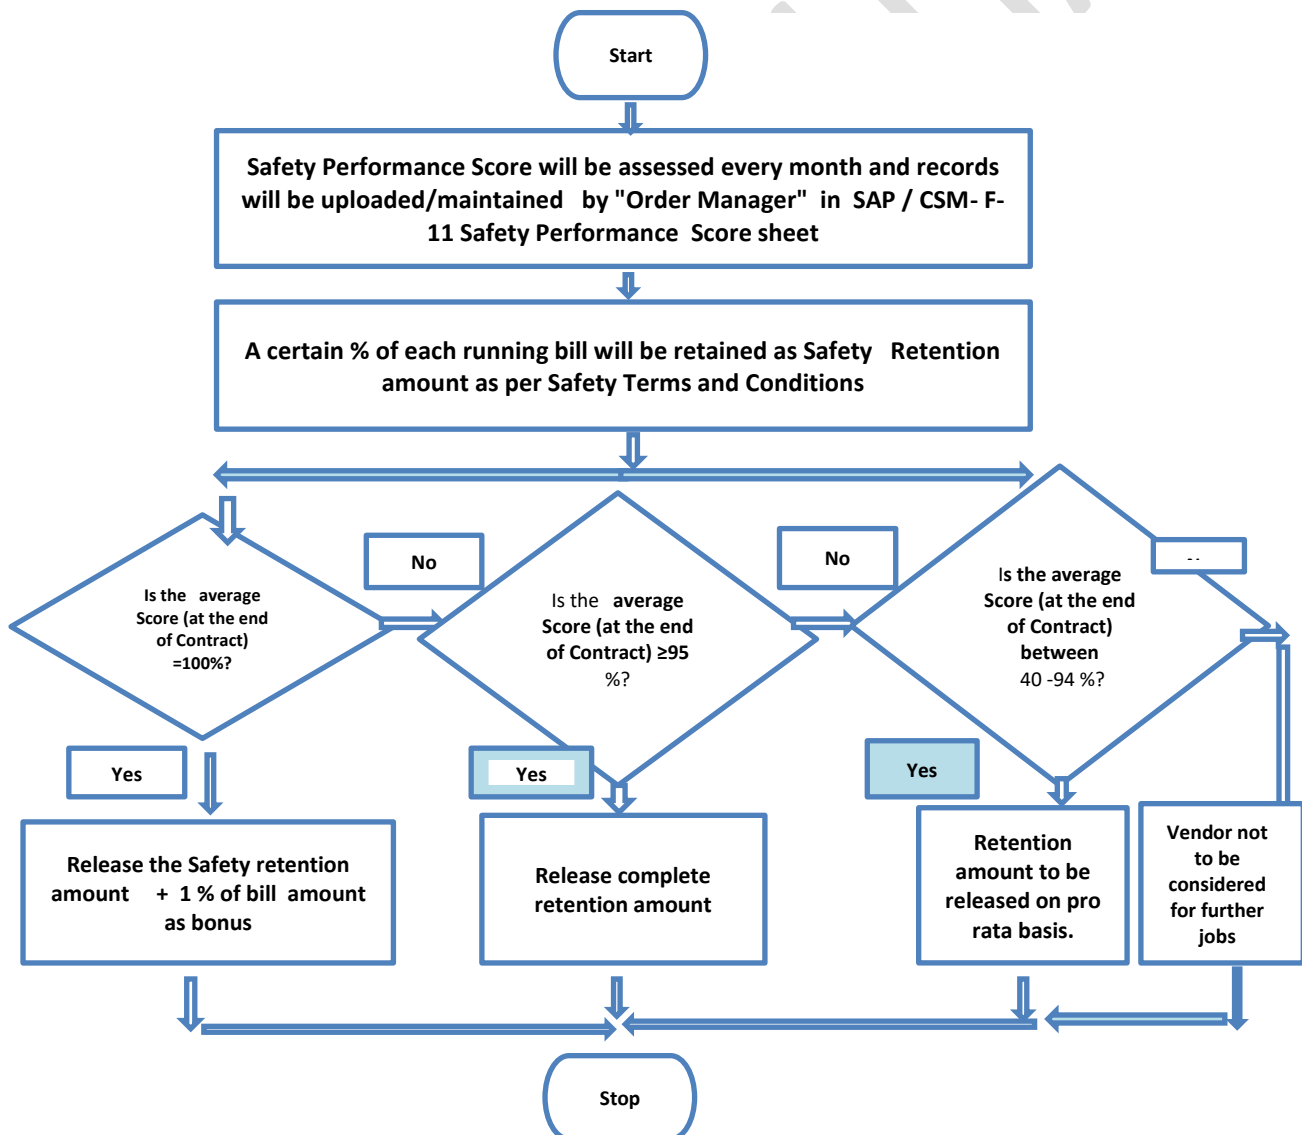 Start
Safety Performance Score will be assessed every month and records
will be uploaded/maintained by "Order Manager" in SAP / CSM- F-
11 Safety Performance Score sheet
A certain % of each running bill will be retained as Safety Retention
amount as per Safety Terms and Conditions
Is the average
Score (at the end
of Contract)
=100%?
No
Is the average
Score (at the end
of Contract) ≥95
%?
No
Is the average
Score (at the end
of Contract)
between
40 -94 %?
Yes
Yes
Yes
Release the Safety retention
amount + 1 % of bill amount
as bonus
Release complete
retention amount
Retention
amount to be
released on pro
rata basis.
Vendor not
to be
considered
for further
jobs
Stop